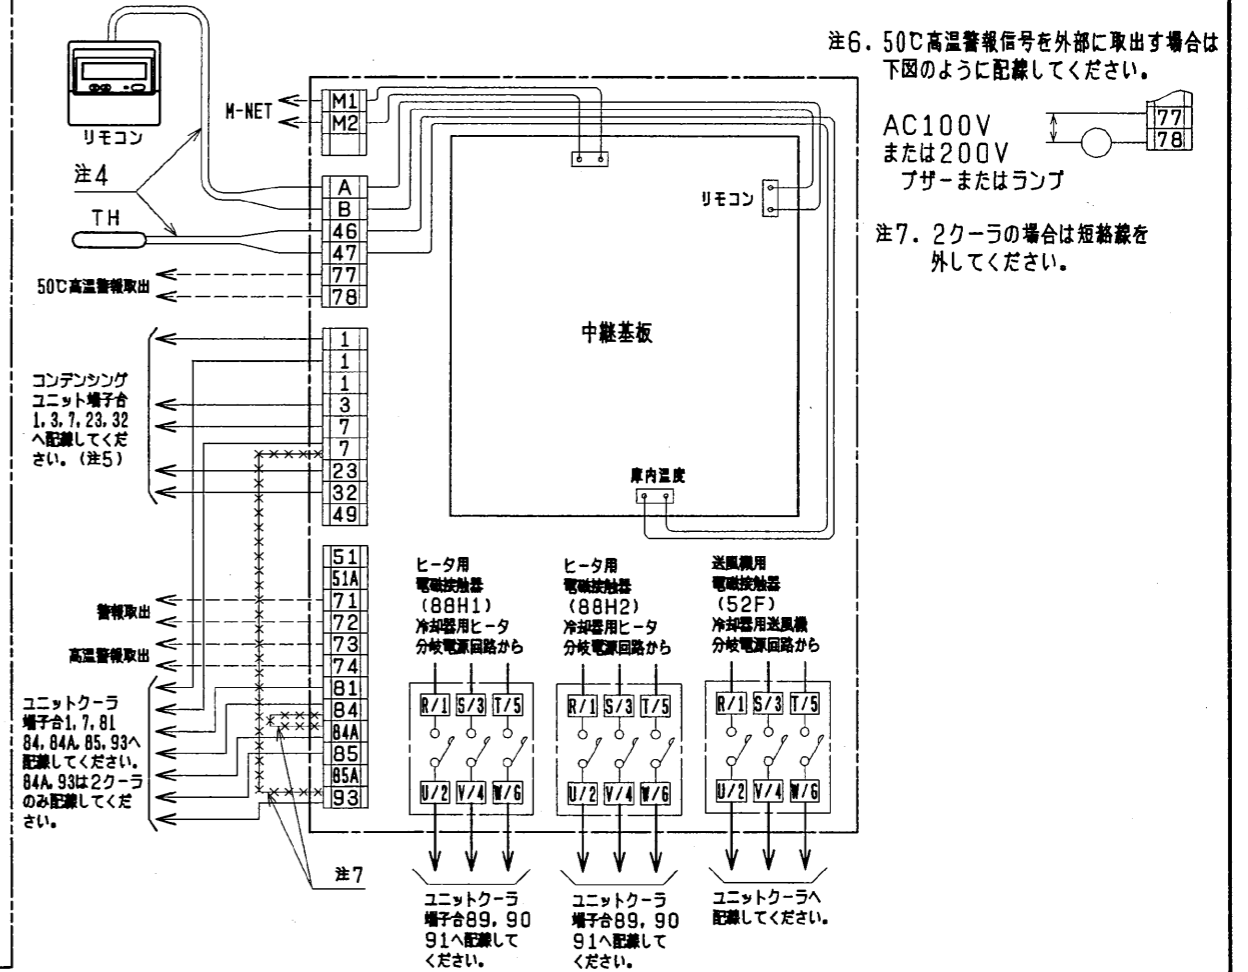 注6. 50℃高温警報信号を外部に取出す場合は
下図のように配線してください。
77
78
AC100V
または200V
ブザーまたはランプ
注7. 2クーラの場合は短絡線を
外してください。
リモコン
注4
TH
M-NET
M1
M2
A
B
46
47
77
78
50℃高温警報取出
リモコン
中継基板
庫内温度
1
1
1
3
7
7
23
32
49
コンデンシング
ユニット端子台
1, 3, 7, 23, 32
へ配線してくだ
さい。(注5)
51
51A
71
72
73
74
81
84
84A
85
85A
93
警報取出
高温警報取出
ユニットクーラ
端子台1, 7, 81
84, 84A, 85, 93へ
配線してください。
84A, 93は2クーラ
のみ配線してくだ
さい。
注7
ヒータ用
電磁接触器
(88H1)
冷却器用ヒータ
分岐電源回路から
R/1 S/3 T/5
U/2 V/4 W/6
ユニットクーラ
端子台89, 90
91へ配線して
ください。
ヒータ用
電磁接触器
(88H2)
冷却器用ヒータ
分岐電源回路から
R/1 S/3 T/5
U/2 V/4 W/6
ユニットクーラ
端子台89, 90
91へ配線して
ください。
送風機用
電磁接触器
(52F)
冷却器用送風機
分岐電源回路から
R/1 S/3 T/5
U/2 V/4 W/6
ユニットクーラへ
配線してください。